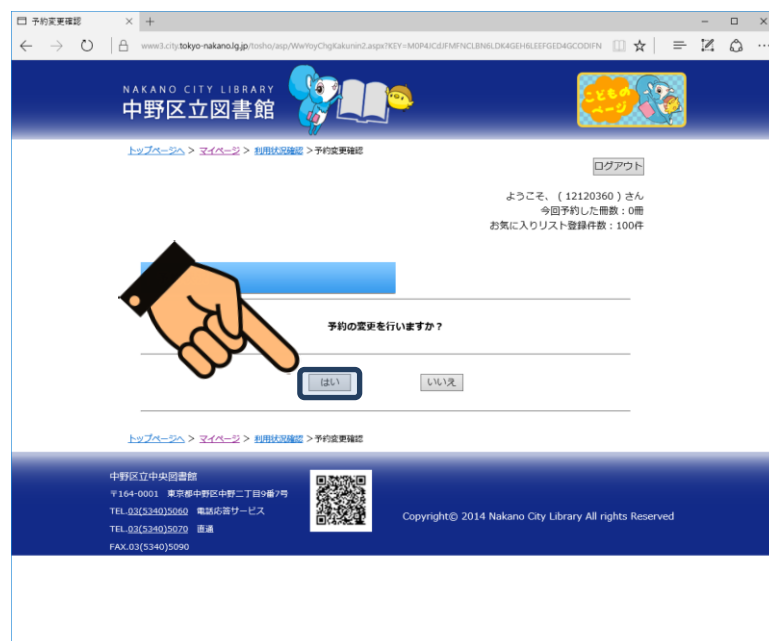 予約変更確認
www3.city.tokyo-nakano.lg.jp/tosho/asp/WwYoyChgKakunin2.aspx?KEY=
NAKANO CITY LIBRARY
中野区立図書館
こどものページ
トップページへ > マイページ > 利用状況確認 > 予約変更確認
ログアウト
ようこそ、 ( 12120360 ) さん
今回予約した冊数：0冊
お気に入りリスト登録件数：100件
予約の変更を行いますか？
はい
いいえ
トップページへ > マイページ > 利用状況確認 > 予約変更確認
中野区立中央図書館
〒164-0001 東京都中野区中野二丁目9番7号
TEL.03(5340)5060 電話応答サービス
TEL.03(5340)5070 直通
FAX.03(5340)5090
Copyright© 2014 Nakano City Library All rights Reserved